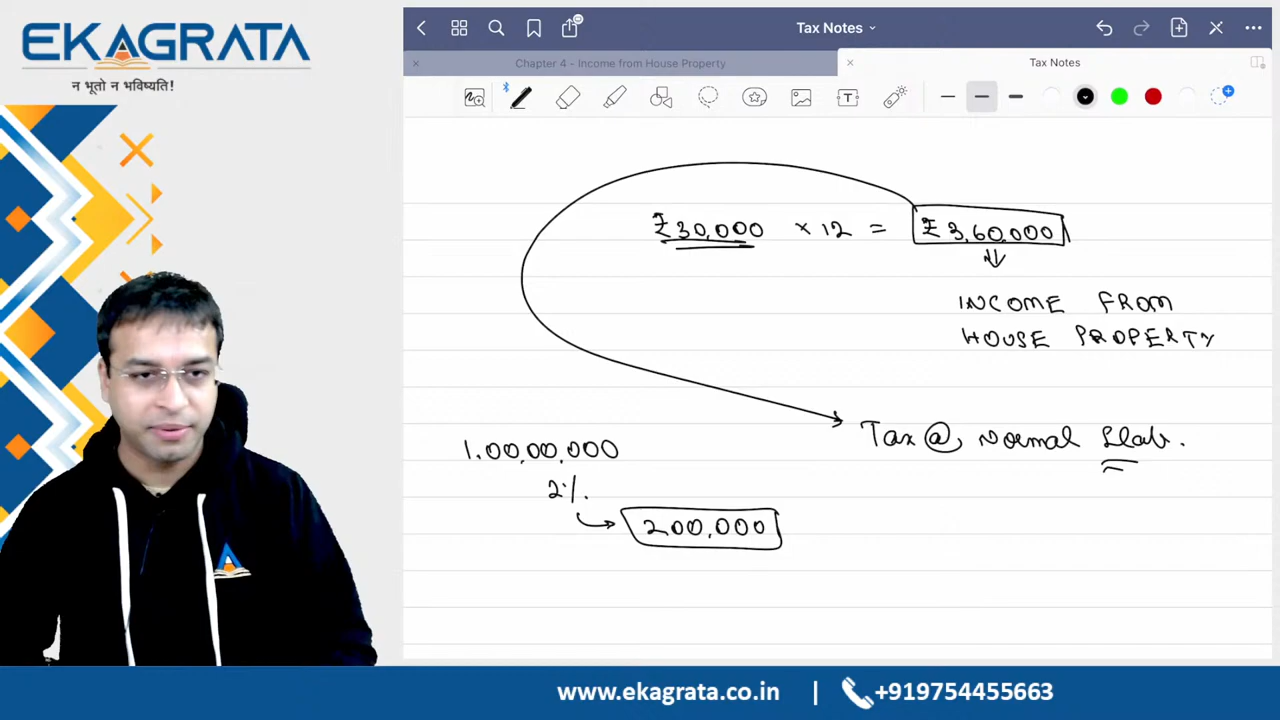 EKAGRATA
न भूतो न भविष्यति!
Tax Notes
Chapter 4 - Income from House Property
Tax Notes
₹30,000 × 12 = ₹3,60,000
INCOME FROM
HOUSE PROPERTY
Tax @ Normal Slab.
1,00,00,000
2%
200,000
www.ekagrata.co.in | +919754455663